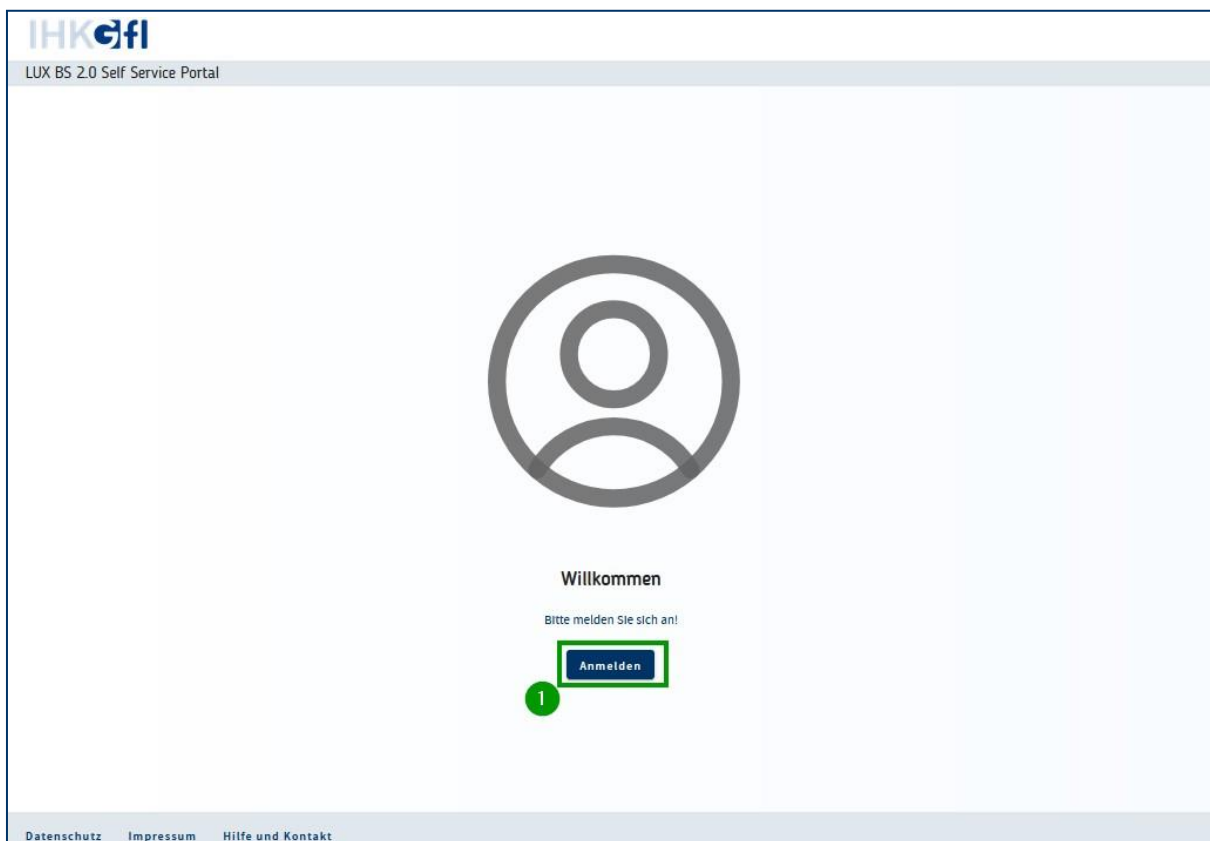 IHKGfI
LUX BS 2.0 Self Service Portal
Willkommen
Bitte melden Sie sich an!
Anmelden
1
Datenschutz Impressum Hilfe und Kontakt